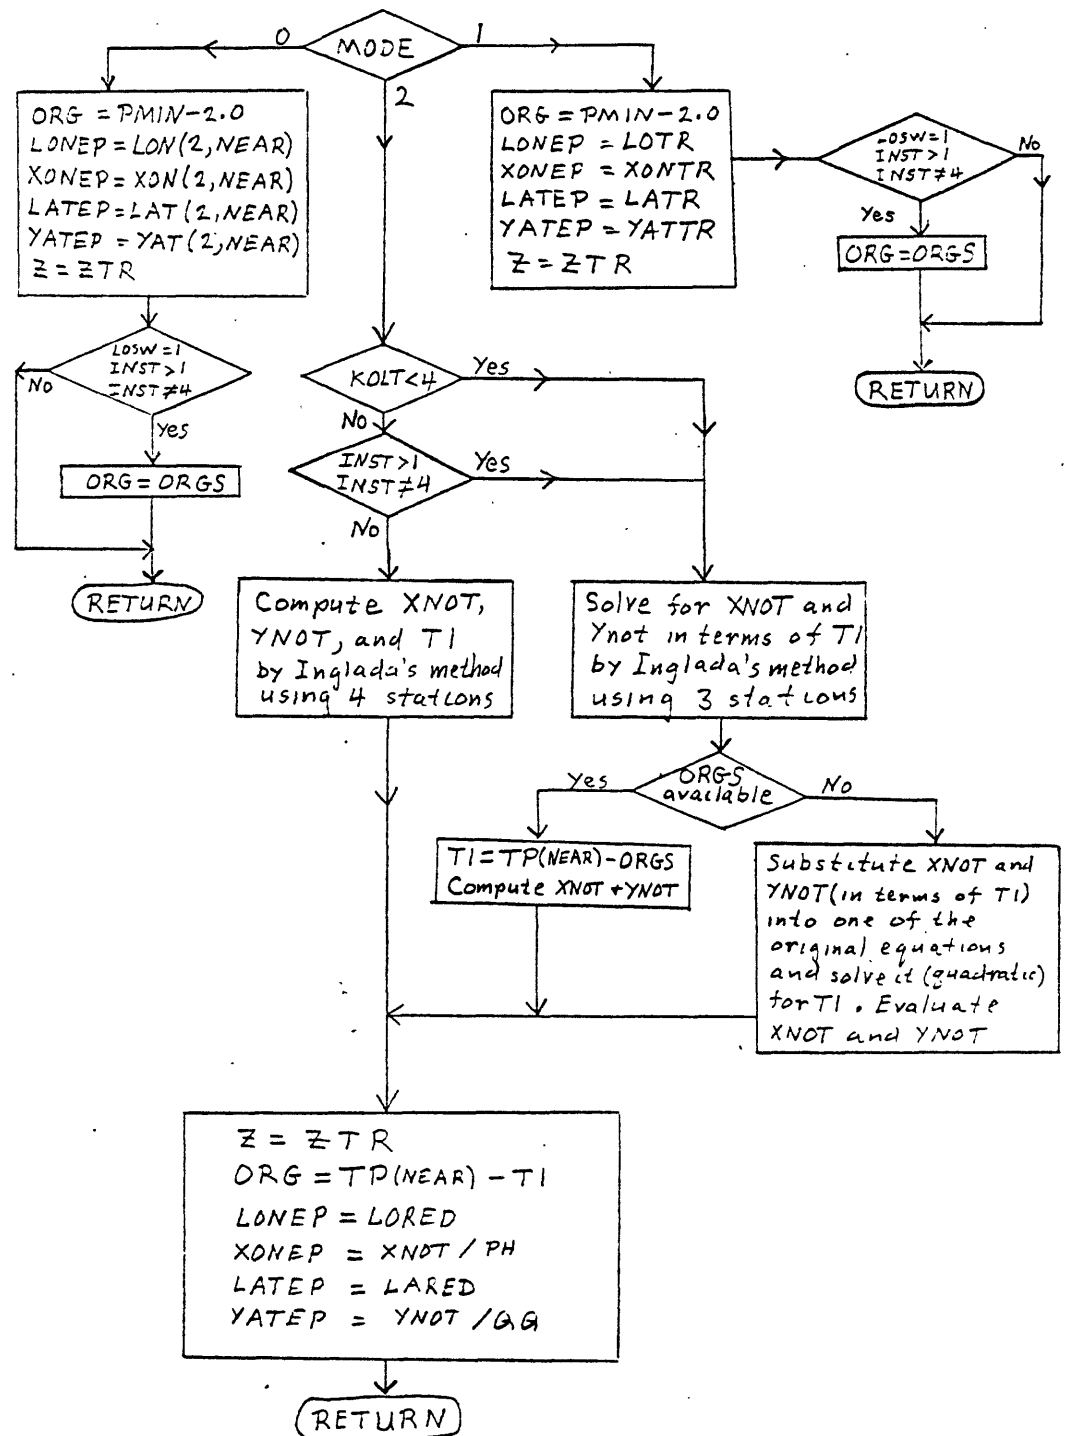 MODE
0
1
2
ORG = PMIN-2.0
LONEP = LON(2,NEAR)
XONEP = XON(2,NEAR)
LATEP = LAT(2,NEAR)
YATEP = YAT(2,NEAR)
Z = ZTR
LOSW = 1
INST > 1
INST ≠ 4
No
Yes
ORG = ORGS
RETURN
ORG = PMIN-2.0
LONEP = LOTR
XONEP = XONTR
LATEP = LATR
YATEP = YATTR
Z = ZTR
LOSW = 1
INST > 1
INST ≠ 4
No
Yes
ORG = ORGS
RETURN
KOLT < 4
Yes
No
INST > 1
INST ≠ 4
Yes
No
Compute XNOT,
YNOT, and T1
by Inglada's method
using 4 stations
Solve for XNOT and
Ynot in terms of T1
by Inglada's method
using 3 stations
ORGS
available
Yes
No
T1 = TP(NEAR) - ORGS
Compute XNOT + YNOT
Substitute XNOT and
YNOT (in terms of T1)
into one of the
original equations
and solve it (quadratic)
for T1. Evaluate
XNOT and YNOT
Z = ZTR
ORG = TP(NEAR) - T1
LONEP = LORED
XONEP = XNOT / PH
LATEP = LARED
YATEP = YNOT / GG
RETURN